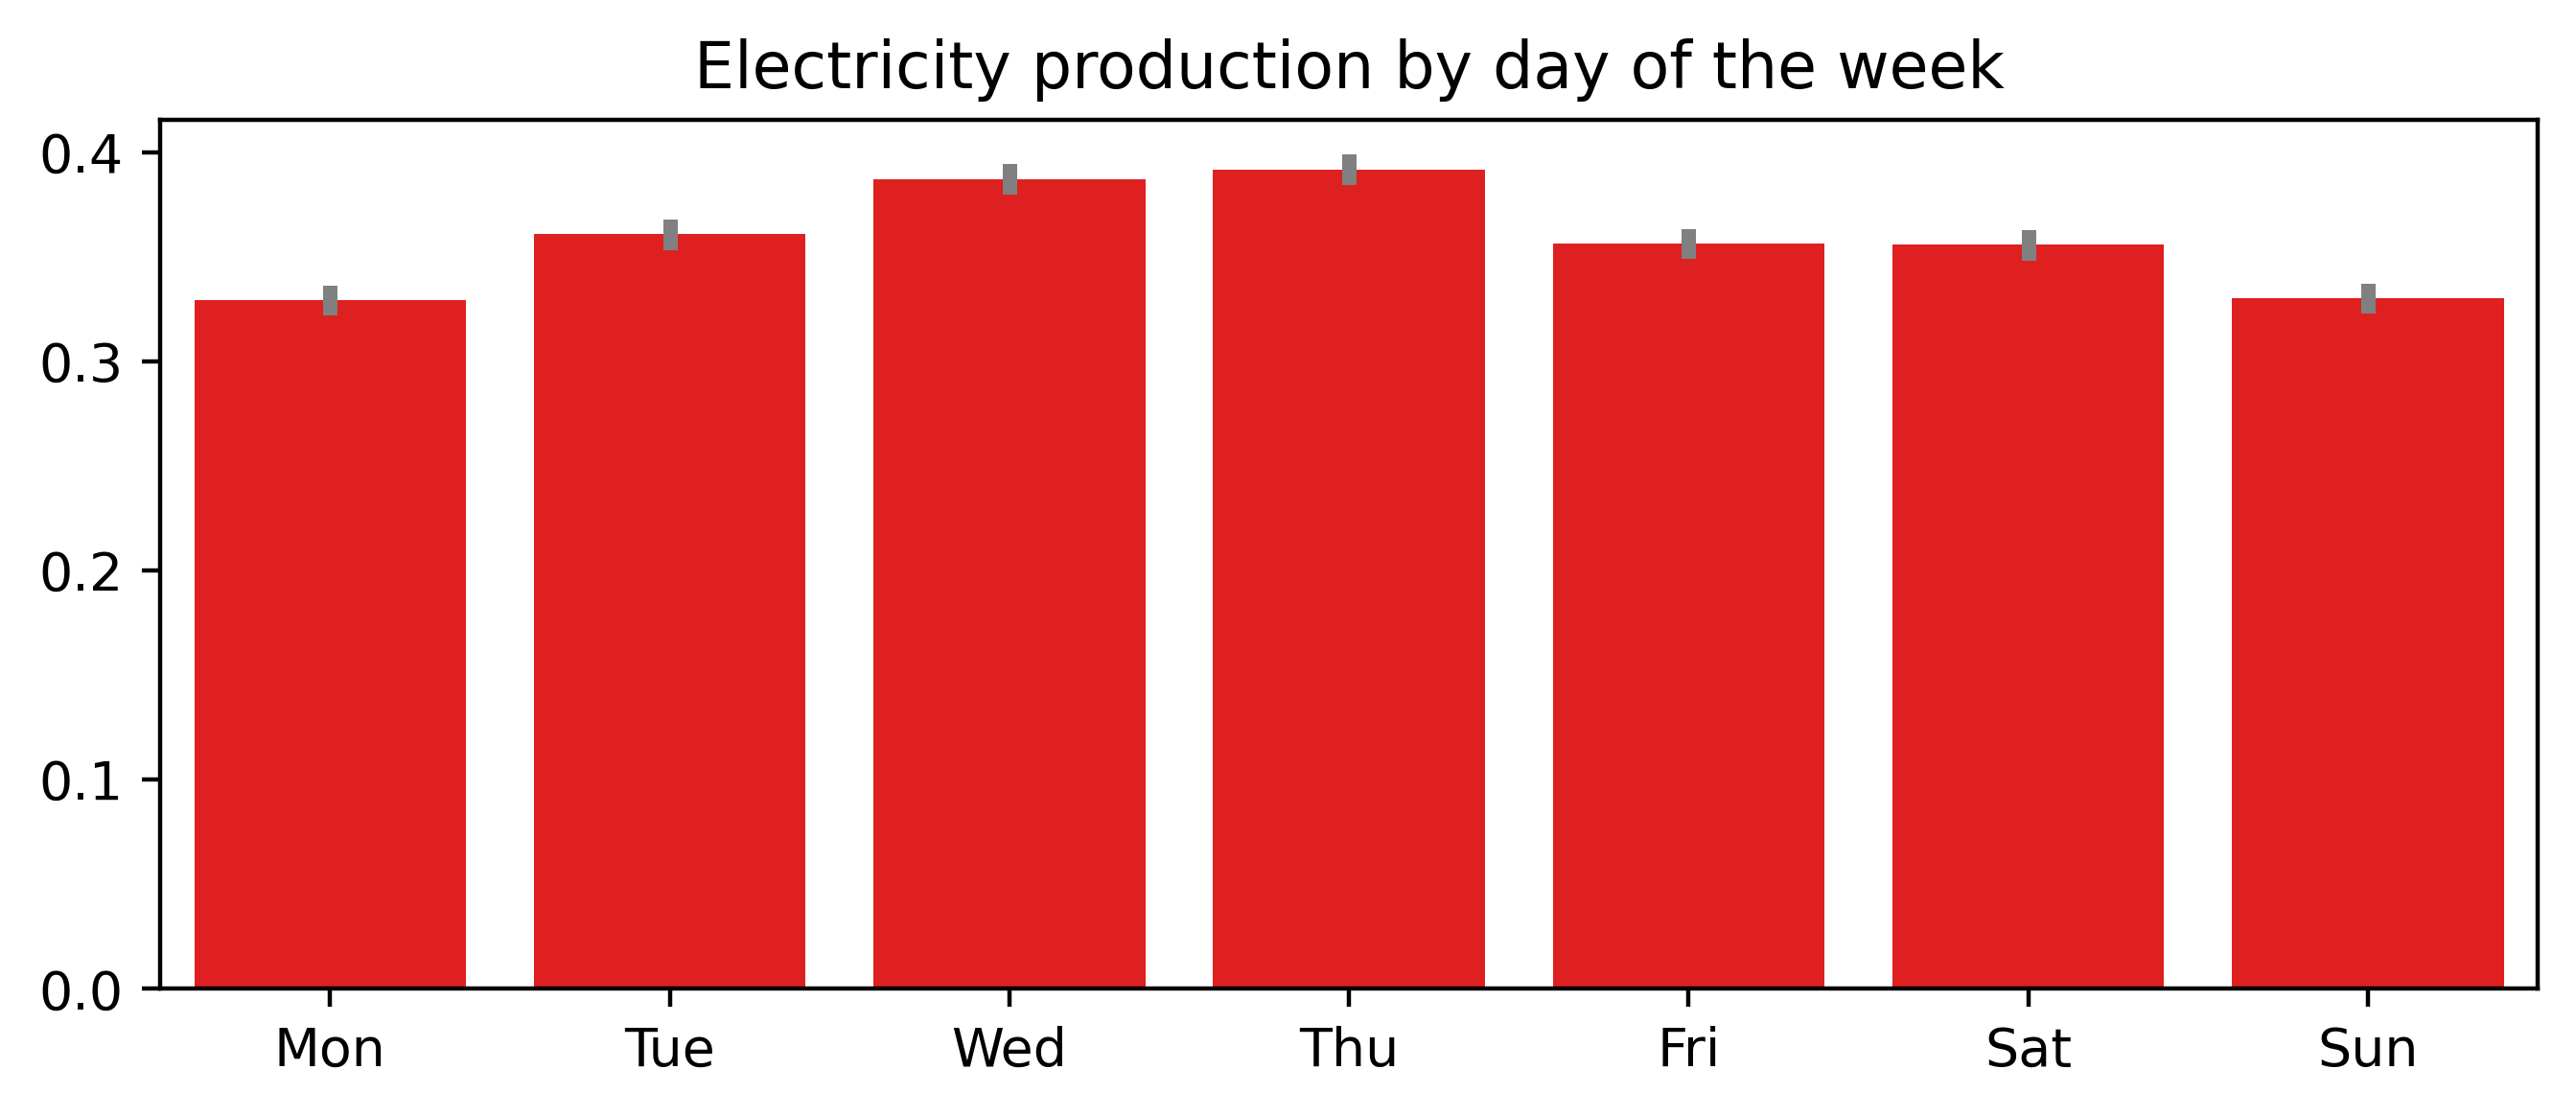 Electricity production by day of the week
0.4
0.3
0.2
0.1
0.0
Mon Tue Wed Thu Fri Sat Sun